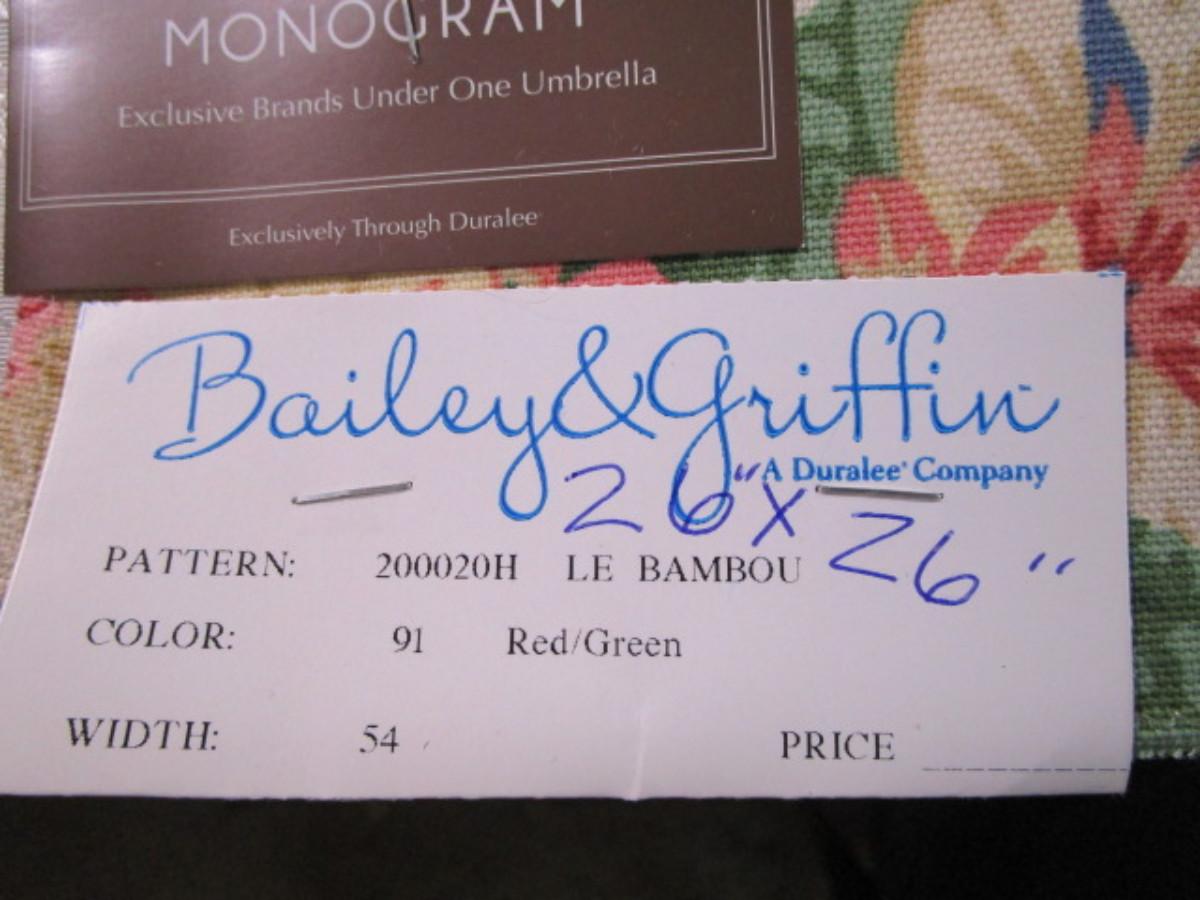 MONOGRAM
Exclusive Brands Under One Umbrella
Exclusively Through Duralee
Bailey & Griffin
A Duralee® Company
26" x 26"
PATTERN: 200020H LE BAMBOU
COLOR: 91 Red/Green
WIDTH: 54
PRICE